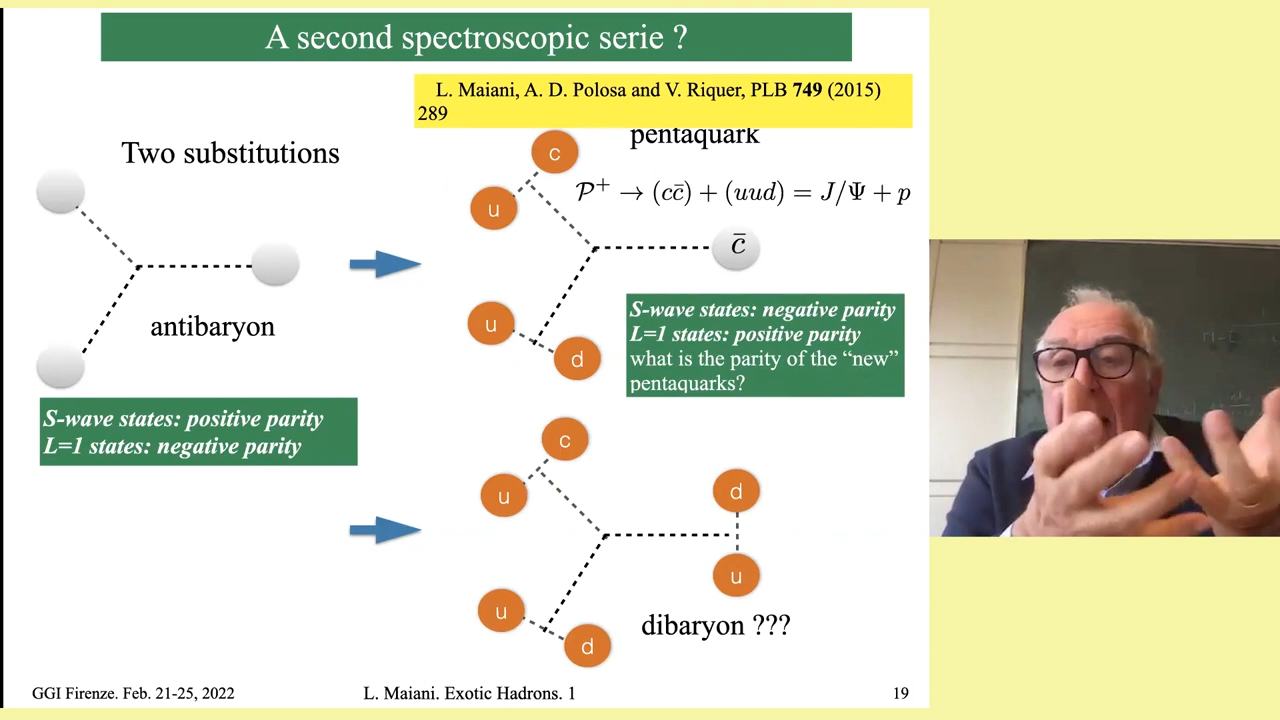 A second spectroscopic serie ?
L. Maiani, A. D. Polosa and V. Riquer, PLB 749 (2015)
289
pentaquark
Two substitutions
c
u
𝒫⁺ → (cc̄) + (uud) = J/Ψ + p
c̄
antibaryon
u
d
S-wave states: negative parity
L=1 states: positive parity
what is the parity of the “new”
pentaquarks?
S-wave states: positive parity
L=1 states: negative parity
c
u
d
u
u
d
dibaryon ???
GGI Firenze. Feb. 21-25, 2022
L. Maiani. Exotic Hadrons. 1
19